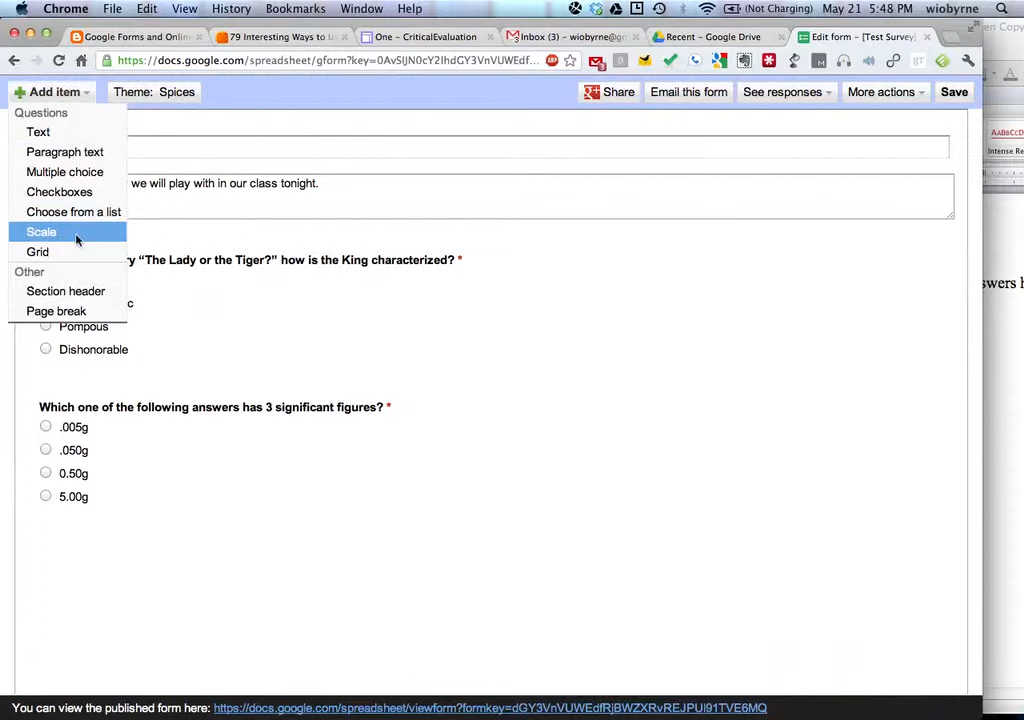 Chrome File Edit View History Bookmarks Window Help (Not Charging) May 21 5:48 PM wiobyrne
Google Forms and Onlin 79 Interesting Ways to U One - CriticalEvaluation Inbox (3) - wiobyrne@gm Recent - Google Drive Edit form - [Test Survey]
https://docs.google.com/spreadsheet/gform?key=0AvSIJN0cY2IhdGY3VnVUWEdf...
Add item Theme: Spices Share Email this form See responses More actions Save
Questions
Text
Paragraph text
Multiple choice
Checkboxes
Choose from a list
Scale
Grid
Other
Section header
Page break
we will play with in our class tonight.
ry “The Lady or the Tiger?” how is the King characterized? *
c
Pompous
Dishonorable
Which one of the following answers has 3 significant figures? *
.005g
.050g
0.50g
5.00g
AaBbCcD
Intense Re
swers h
You can view the published form here: https://docs.google.com/spreadsheet/viewform?formkey=dGY3VnVUWEdfRjBWZXRvREJPUl91TVE6MQ